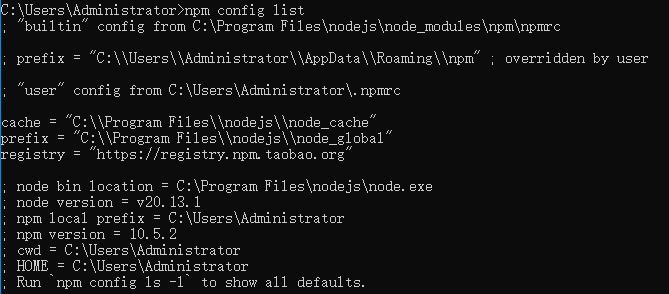 C:\Users\Administrator>npm config list
; "builtin" config from C:\Program Files\nodejs\node_modules\npm\npmrc
; prefix = "C:\\Users\\Administrator\\AppData\\Roaming\\npm" ; overridden by user
; "user" config from C:\Users\Administrator\.npmrc
cache = "C:\\Program Files\\nodejs\\node_cache"
prefix = "C:\\Program Files\\nodejs\\node_global"
registry = "https://registry.npm.taobao.org"
; node bin location = C:\Program Files\nodejs\node.exe
; node version = v20.13.1
; npm local prefix = C:\Users\Administrator
; npm version = 10.5.2
; cwd = C:\Users\Administrator
; HOME = C:\Users\Administrator
; Run `npm config ls -l` to show all defaults.